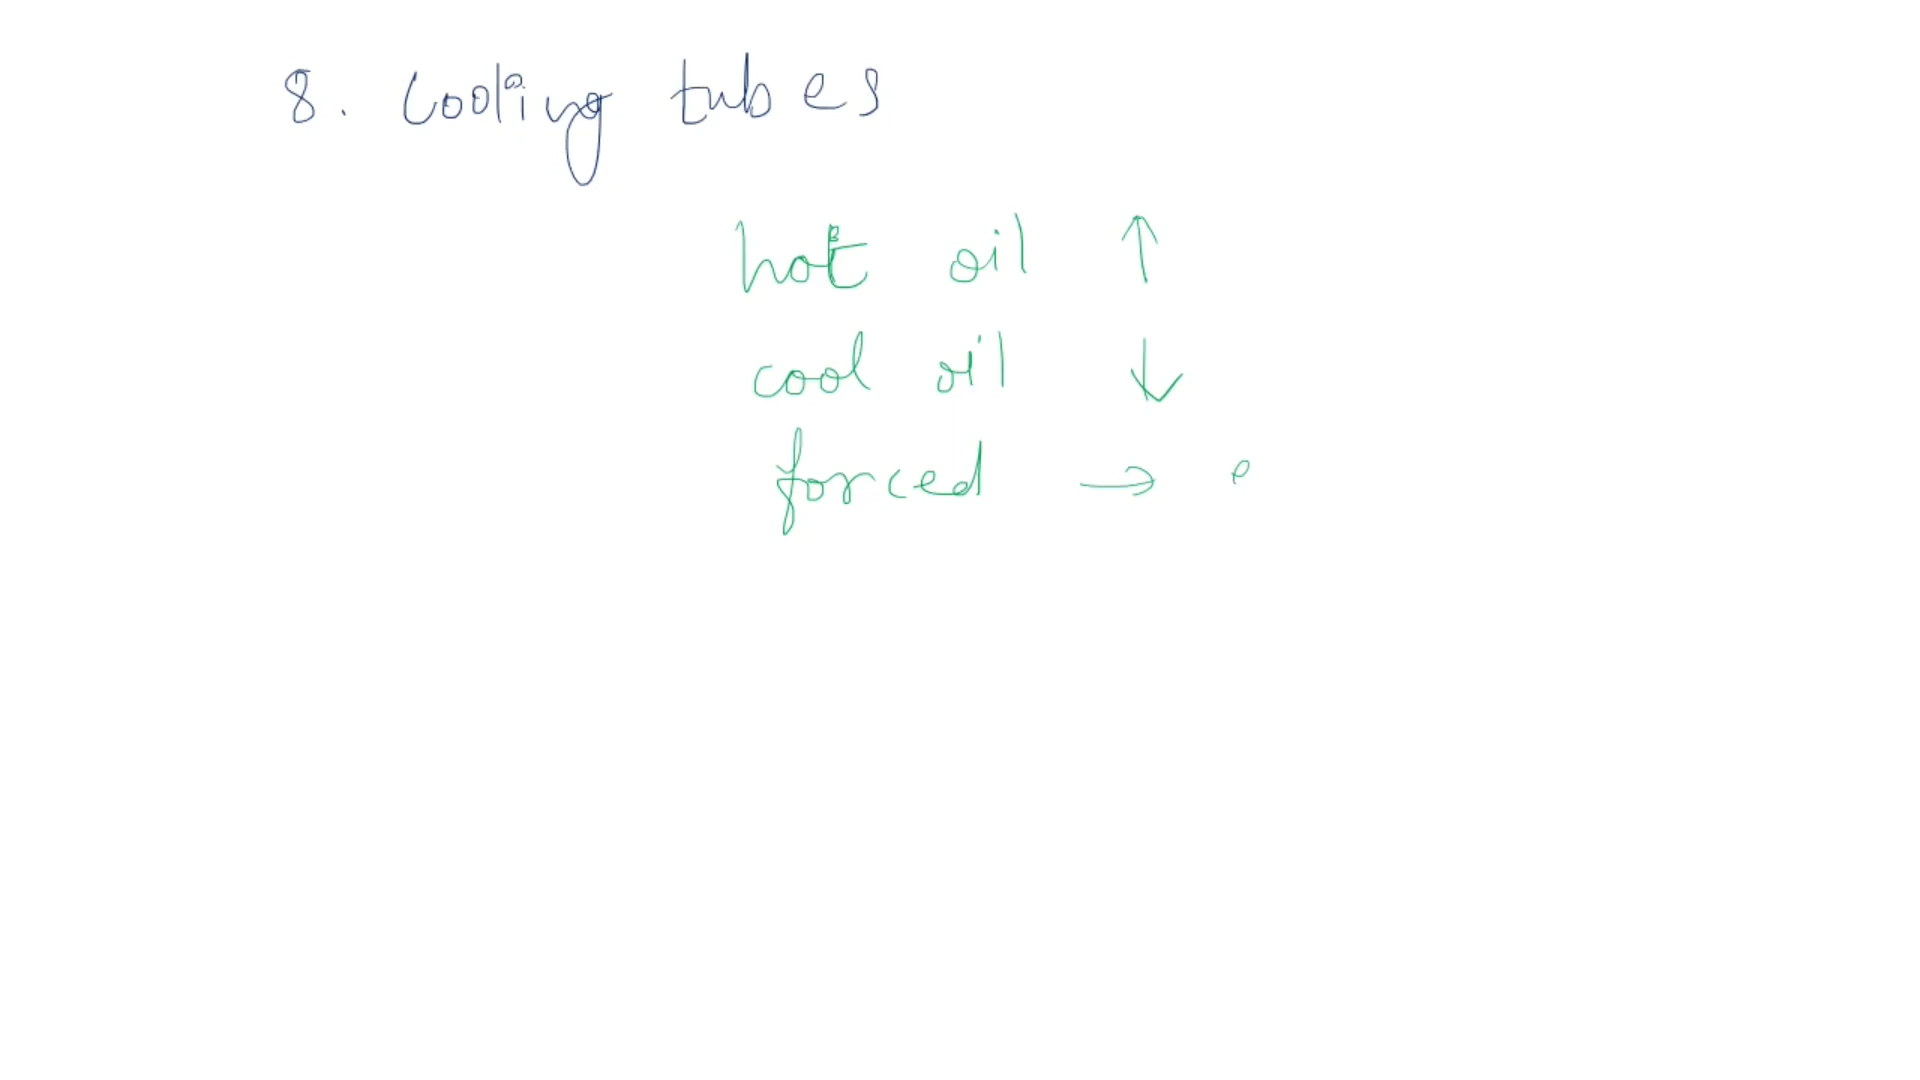 8. Cooling tubes
hot oil ↑
cool oil ↓
forced → e